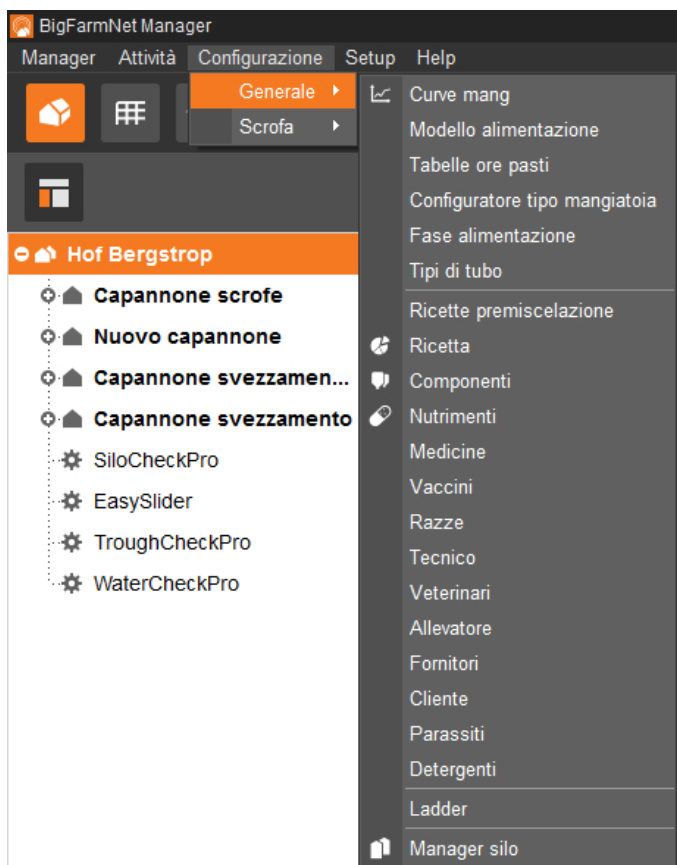 BigFarmNet Manager
Manager Attività Configurazione Setup Help
Generale
Scrofa
Curve mang
Modello alimentazione
Tabelle ore pasti
Configuratore tipo mangiatoia
Fase alimentazione
Tipi di tubo
Ricette premiscelazione
Ricetta
Componenti
Nutrimenti
Medicine
Vaccini
Razze
Tecnico
Veterinari
Allevatore
Fornitori
Cliente
Parassiti
Detergenti
Ladder
Manager silo
Hof Bergstrop
Capannone scrofe
Nuovo capannone
Capannone svezzamen...
Capannone svezzamento
SiloCheckPro
EasySlider
TroughCheckPro
WaterCheckPro